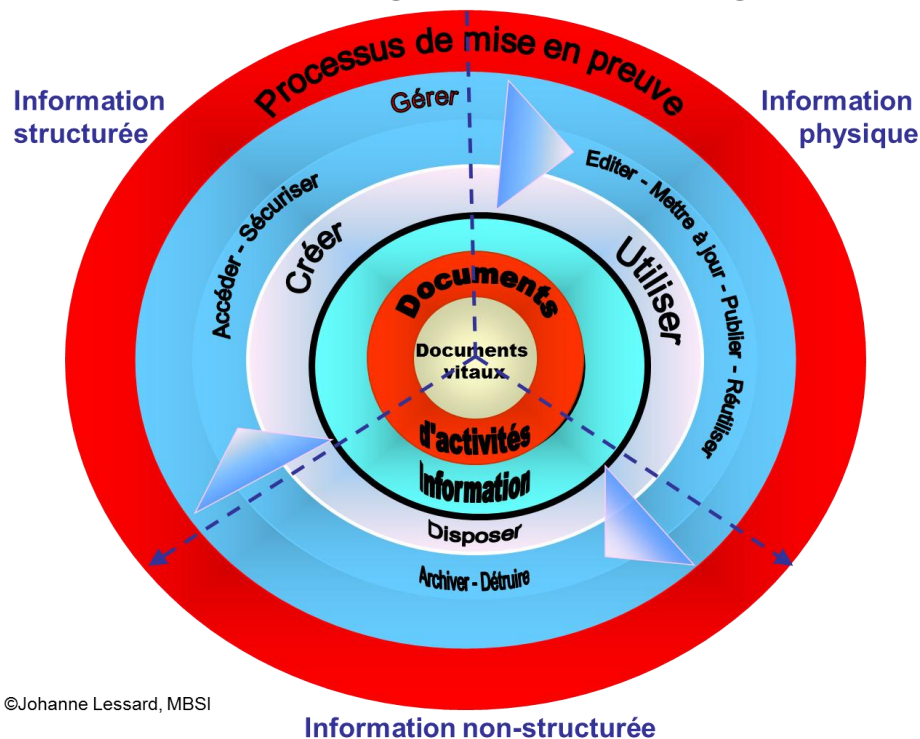 Processus de mise en preuve
Information
structurée
Information
physique
Gérer
Accéder - Sécuriser
Editer - Mettre à jour - Publier - Réutiliser
Créer
Utiliser
Documents
Documents
vitaux
d'activités
Information
Disposer
Archiver - Détruire
©Johanne Lessard, MBSI
Information non-structurée